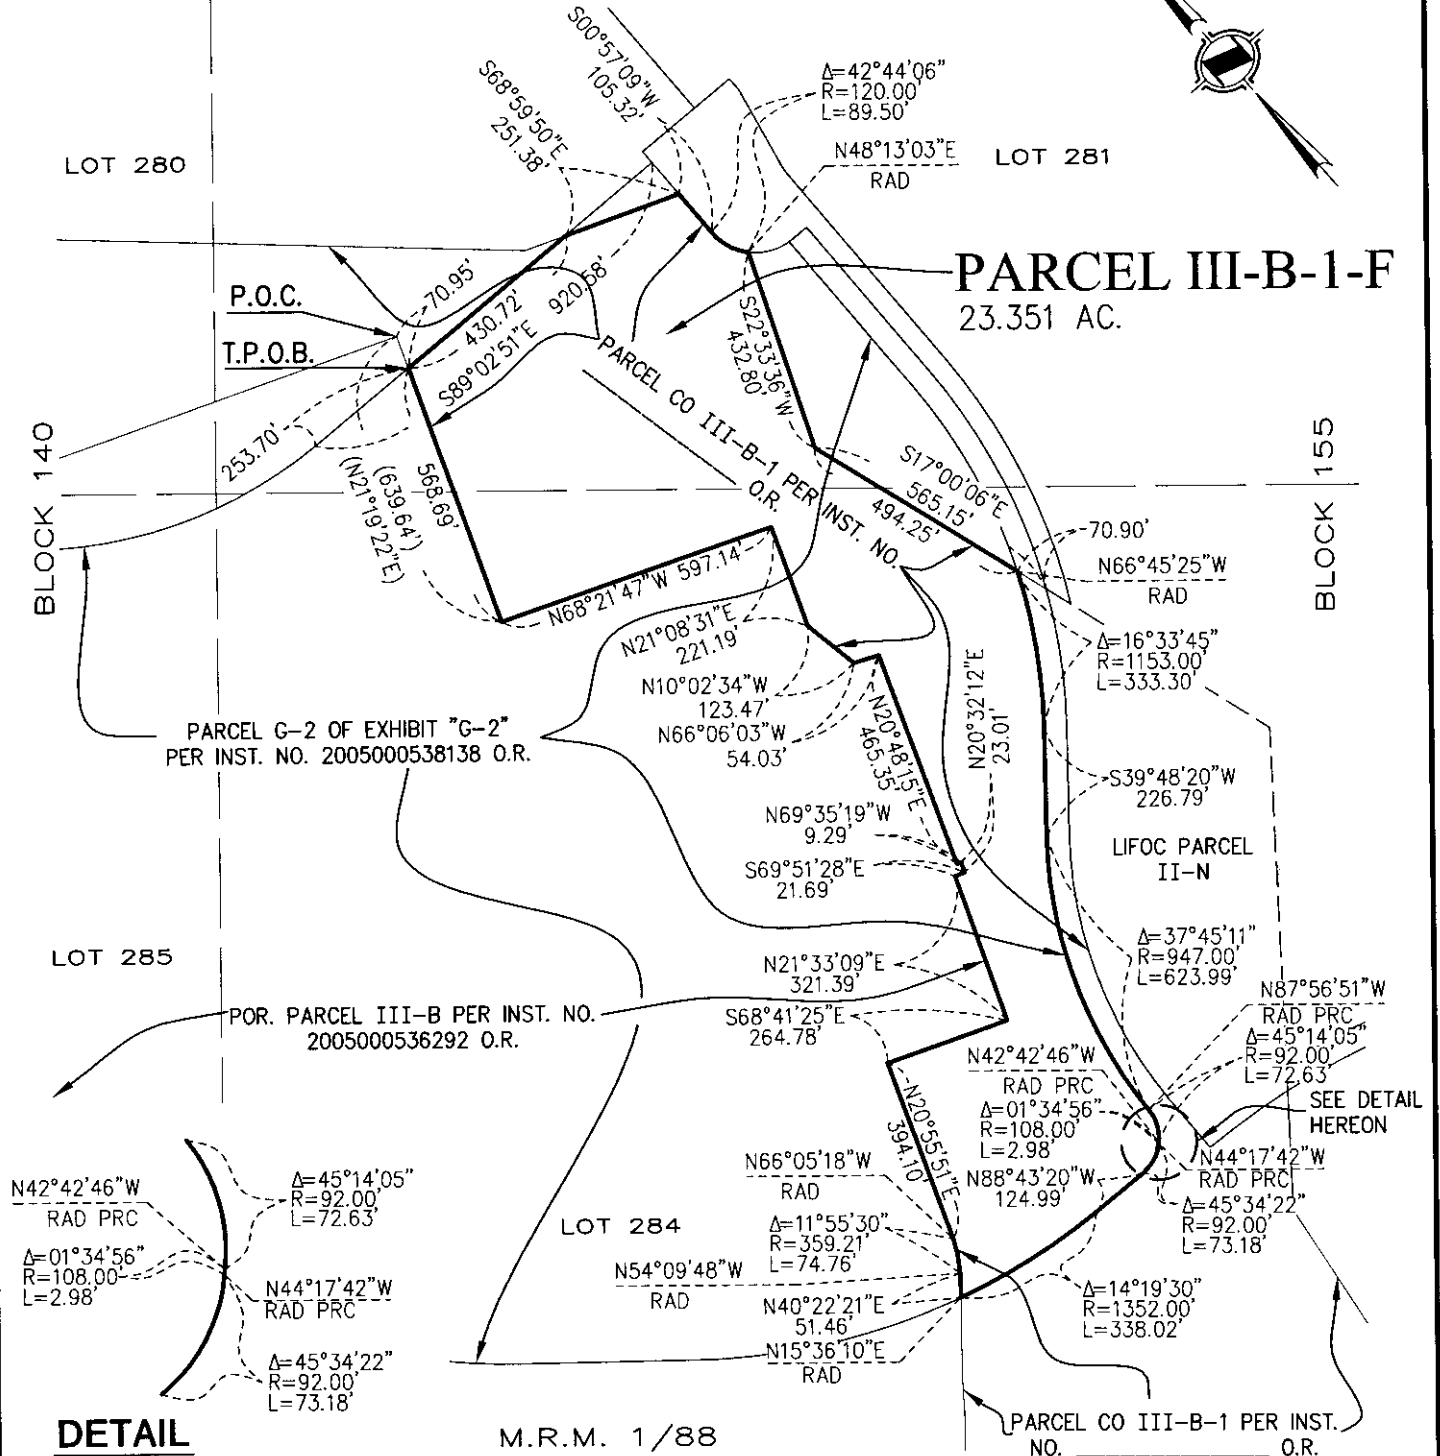 S00°57'09"W
105.32'
S68°59'50"E
251.38'
Δ=42°44'06"
R=120.00'
L=89.50'
N48°13'03"E
RAD
LOT 280
LOT 281
PARCEL III-B-1-F
23.351 AC.
P.O.C.
T.P.O.B.
70.95'
430.72'
920.58'
S89°02'51"E
S22°33'36"W
432.80'
PARCEL CO III-B-1 PER INST. NO.
O.R.
BLOCK 140
BLOCK 155
253.70'
(N21°19'22"E)
(639.64')
568.69'
S17°00'06"E
565.15'
494.25'
70.90'
N66°45'25"W
RAD
N68°21'47"W 597.14'
N21°08'31"E
221.19'
N10°02'34"W
123.47'
N66°06'03"W
54.03'
Δ=16°33'45"
R=1153.00'
L=333.30'
N20°32'12"E
23.01'
N20°48'15"E
465.35'
PARCEL G-2 OF EXHIBIT "G-2"
PER INST. NO. 2005000538138 O.R.
S39°48'20"W
226.79'
N69°35'19"W
9.29'
S69°51'28"E
21.69'
LIFOC PARCEL
II-N
LOT 285
N21°33'09"E
321.39'
Δ=37°45'11"
R=947.00'
L=623.99'
POR. PARCEL III-B PER INST. NO.
2005000536292 O.R.
S68°41'25"E
264.78'
N87°56'51"W
RAD PRC
Δ=45°14'05"
R=92.00'
L=72.63'
N42°42'46"W
RAD PRC
Δ=01°34'56"
R=108.00'
L=2.98'
SEE DETAIL
HEREON
N20°55'51"E
394.10'
N66°05'18"W
RAD
N88°43'20"W
124.99'
N44°17'42"W
RAD PRC
Δ=45°34'22"
R=92.00'
L=73.18'
LOT 284
Δ=11°55'30"
R=359.21'
L=74.76'
N54°09'48"W
RAD
N40°22'21"E
51.46'
N15°36'10"E
RAD
Δ=14°19'30"
R=1352.00'
L=338.02'
N42°42'46"W
RAD PRC
Δ=45°14'05"
R=92.00'
L=72.63'
Δ=01°34'56"
R=108.00'
L=2.98'
N44°17'42"W
RAD PRC
Δ=45°34'22"
R=92.00'
L=73.18'
DETAIL
M.R.M. 1/88
PARCEL CO III-B-1 PER INST.
NO. ____________ O.R.